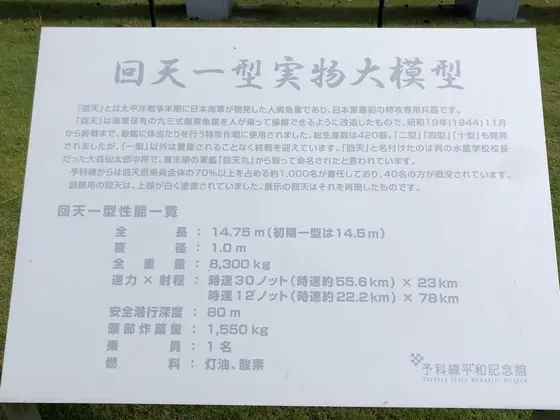 回天一型実物大模型
「回天」とは太平洋戦争末期に日本海軍が開発した人間魚雷であり、日本軍最初の特攻専用兵器です。
「回天」は海軍保有の九三式酸素魚雷を人が乗って操縦できるように改造したもので、昭和19年(1944)11月
から終戦まで、敵艦に体当たりを行う特攻作戦に使用されました。総生産数は420基。「二型」「四型」「十型」も開発
されましたが、「一型」以外は量産されることなく終戦を迎えています。「回天」と名付けたのは呉の水雷学校校長
だった大森仙太郎中将で、幕末期の軍艦「回天丸」から取って命名されたと言われています。
予科練からは回天搭乗員全体の70%以上を占める約1,000名が着任しており、40名の方が戦没されています。
訓練用の回天は、上部が白く塗装されていました。展示の回天はそれを再現したものです。
回天一型性能一覧
全長：14.75m(初期一型は14.5m)
直径：1.0m
全重量：8,300kg
速力×射程：時速30ノット(時速約55.6km)×23km
時速12ノット(時速約22.2km)×78km
安全潜行深度：80m
頭部炸薬量：1,550kg
乗員：1名
燃料：灯油、酸素
予科練平和記念館
Yokaren Peace Memorial Museum